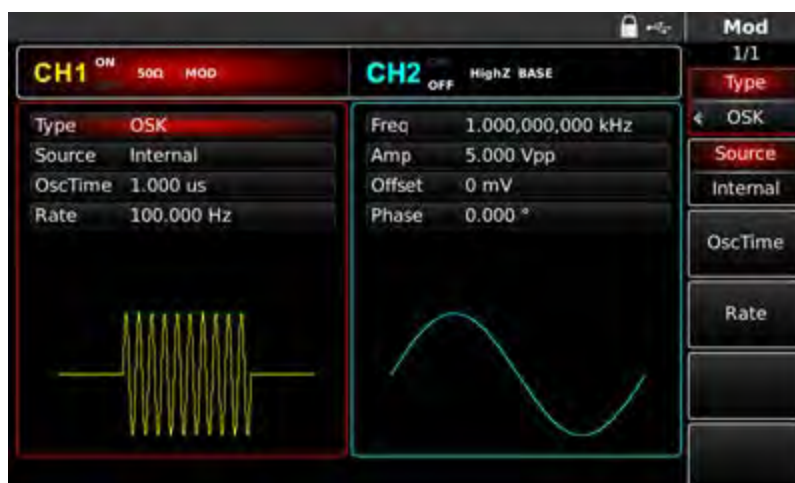 Mod
1/1
CH1 ON 50Ω MOD
CH2 OFF HighZ BASE
Type
OSK
Source
Internal
OscTime
Rate
Type OSK
Source Internal
OscTime 1.000 us
Rate 100.000 Hz
Freq 1.000,000,000 kHz
Amp 5.000 Vpp
Offset 0 mV
Phase 0.000 °